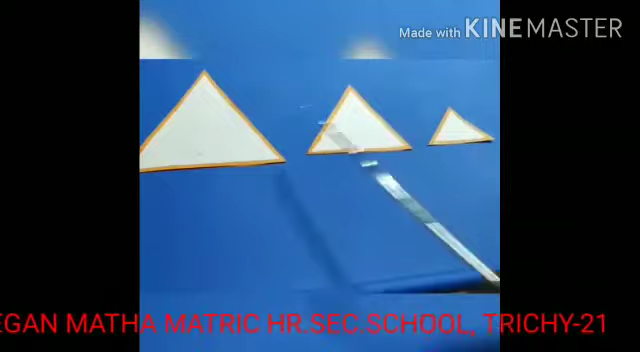 Made with KINEMASTER
EGAN MATHA MATRIC HR.SEC.SCHOOL, TRICHY-21